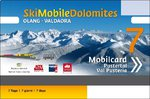 SkiMobileDolomites
OLANG · VALDAORA
7
Mobilcard
Pustertal
Val Pusteria
7 Tage · 7 giorni · 7 days